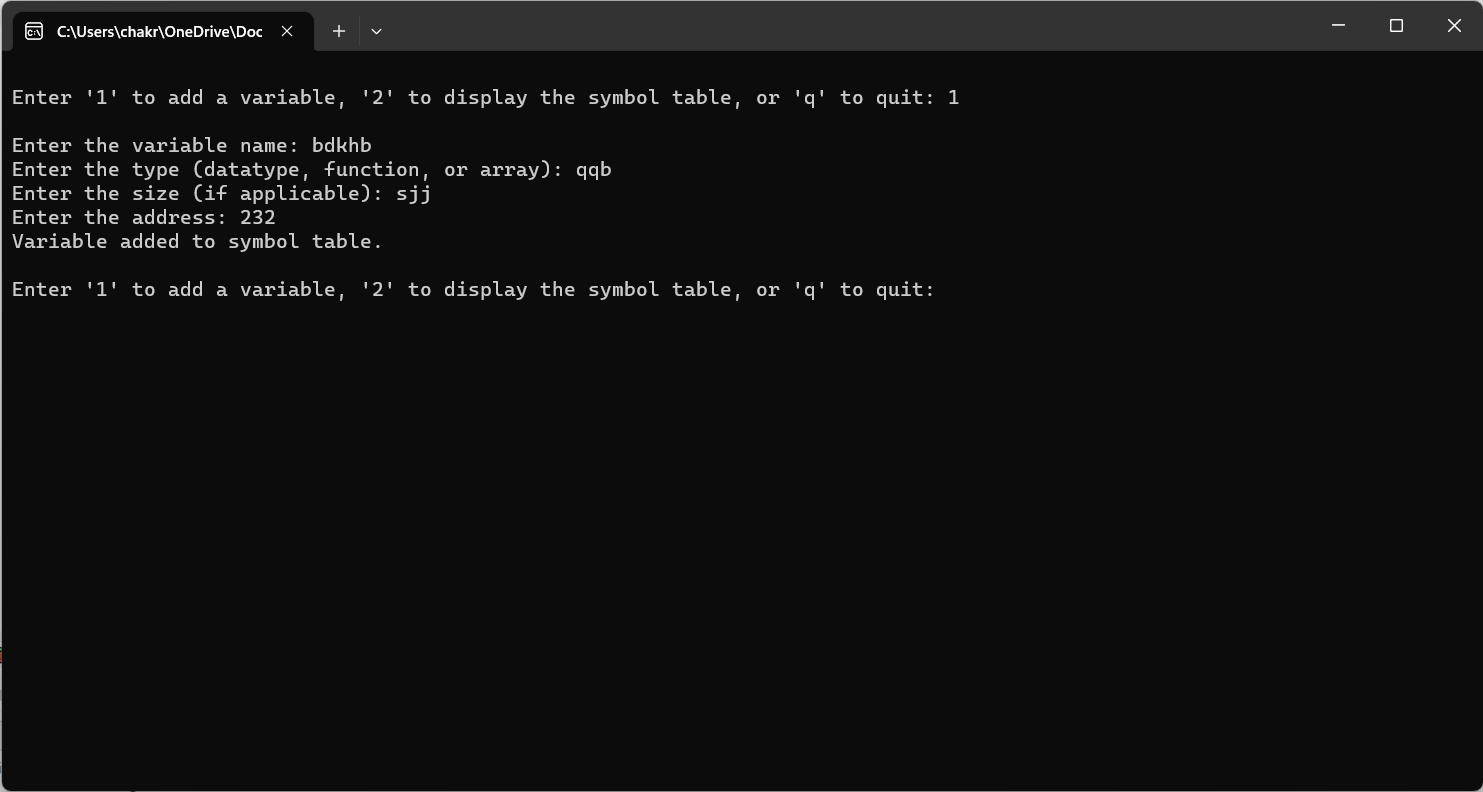 C:\Users\chakr\OneDrive\Doc
Enter '1' to add a variable, '2' to display the symbol table, or 'q' to quit: 1
Enter the variable name: bdkhb
Enter the type (datatype, function, or array): qqb
Enter the size (if applicable): sjj
Enter the address: 232
Variable added to symbol table.
Enter '1' to add a variable, '2' to display the symbol table, or 'q' to quit: